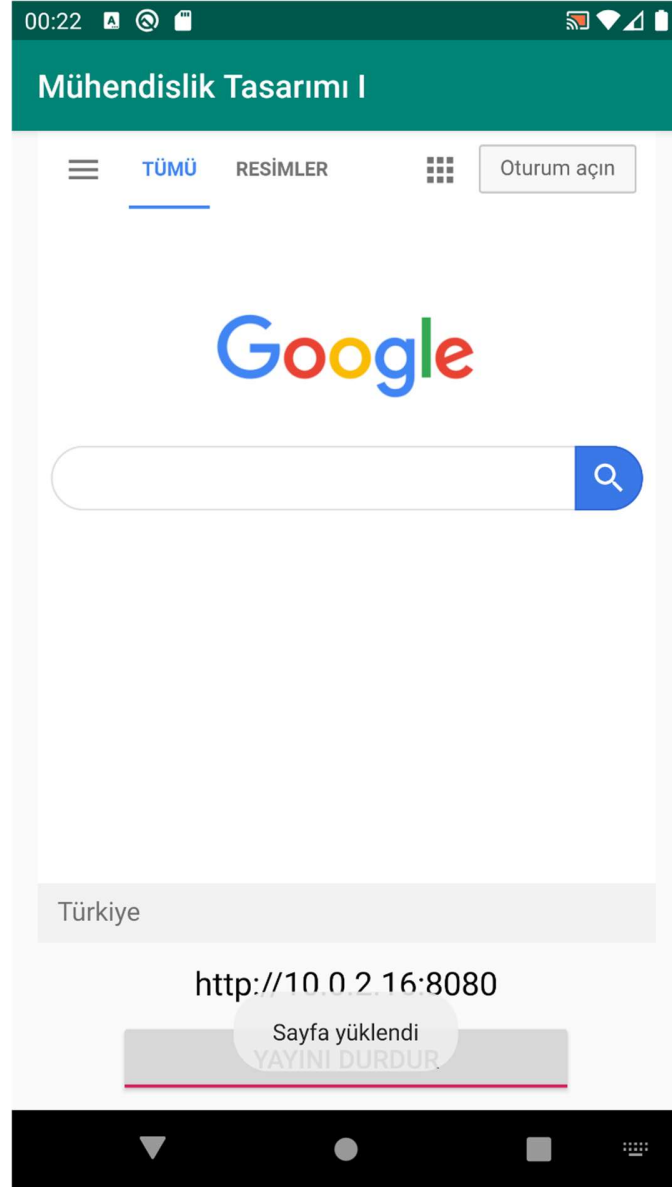 00:22
Mühendislik Tasarımı I
TÜMÜ RESİMLER Oturum açın
Google
Türkiye
http://10.0.2.16:8080
Sayfa yüklendi
YAYINI DURDUR